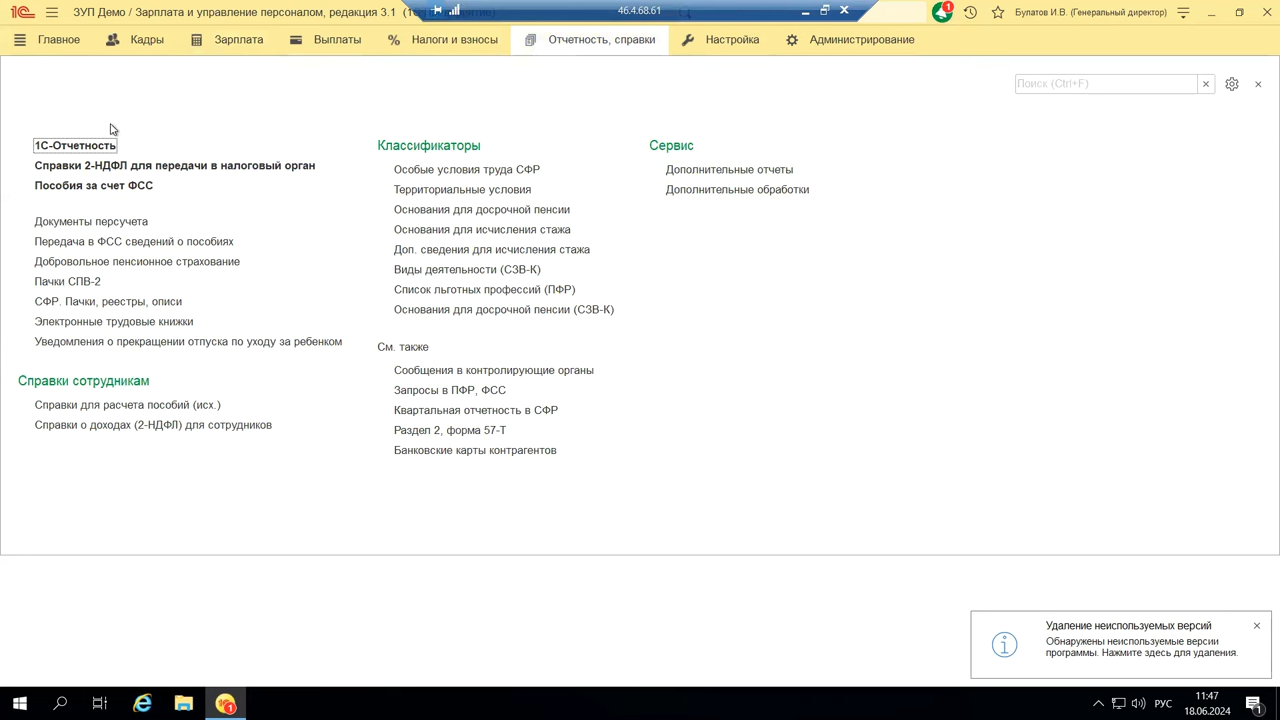 ЗУП Демо / Зарплата и управление персоналом, редакция 3.1 (1С
46.4.68.61
1
Булатов И.В. (Генеральный директор)
Главное
Кадры
Зарплата
Выплаты
Налоги и взносы
Отчетность, справки
Настройка
Администрирование
Поиск (Ctrl+F)
1С-Отчетность
Справки 2-НДФЛ для передачи в налоговый орган
Пособия за счет ФСС
Документы персучета
Передача в ФСС сведений о пособиях
Добровольное пенсионное страхование
Пачки СПВ-2
СФР. Пачки, реестры, описи
Электронные трудовые книжки
Уведомления о прекращении отпуска по уходу за ребенком
Справки сотрудникам
Справки для расчета пособий (исх.)
Справки о доходах (2-НДФЛ) для сотрудников
Классификаторы
Особые условия труда СФР
Территориальные условия
Основания для досрочной пенсии
Основания для исчисления стажа
Доп. сведения для исчисления стажа
Виды деятельности (СЗВ-К)
Список льготных профессий (ПФР)
Основания для досрочной пенсии (СЗВ-К)
См. также
Сообщения в контролирующие органы
Запросы в ПФР, ФСС
Квартальная отчетность в СФР
Раздел 2, форма 57-Т
Банковские карты контрагентов
Сервис
Дополнительные отчеты
Дополнительные обработки
Удаление неиспользуемых версий
Обнаружены неиспользуемые версии
программы. Нажмите здесь для удаления.
1
РУС
11:47
18.06.2024
1